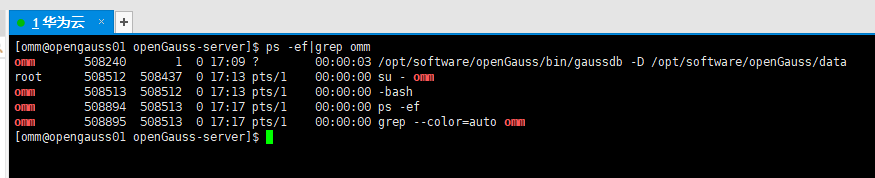 1 华为云 × +
[omm@opengauss01 openGauss-server]$ ps -ef|grep omm
omm 508240 1 0 17:09 ? 00:00:03 /opt/software/openGauss/bin/gaussdb -D /opt/software/openGauss/data
root 508512 508437 0 17:13 pts/1 00:00:00 su - omm
omm 508513 508512 0 17:13 pts/1 00:00:00 -bash
omm 508894 508513 0 17:17 pts/1 00:00:00 ps -ef
omm 508895 508513 0 17:17 pts/1 00:00:00 grep --color=auto omm
[omm@opengauss01 openGauss-server]$